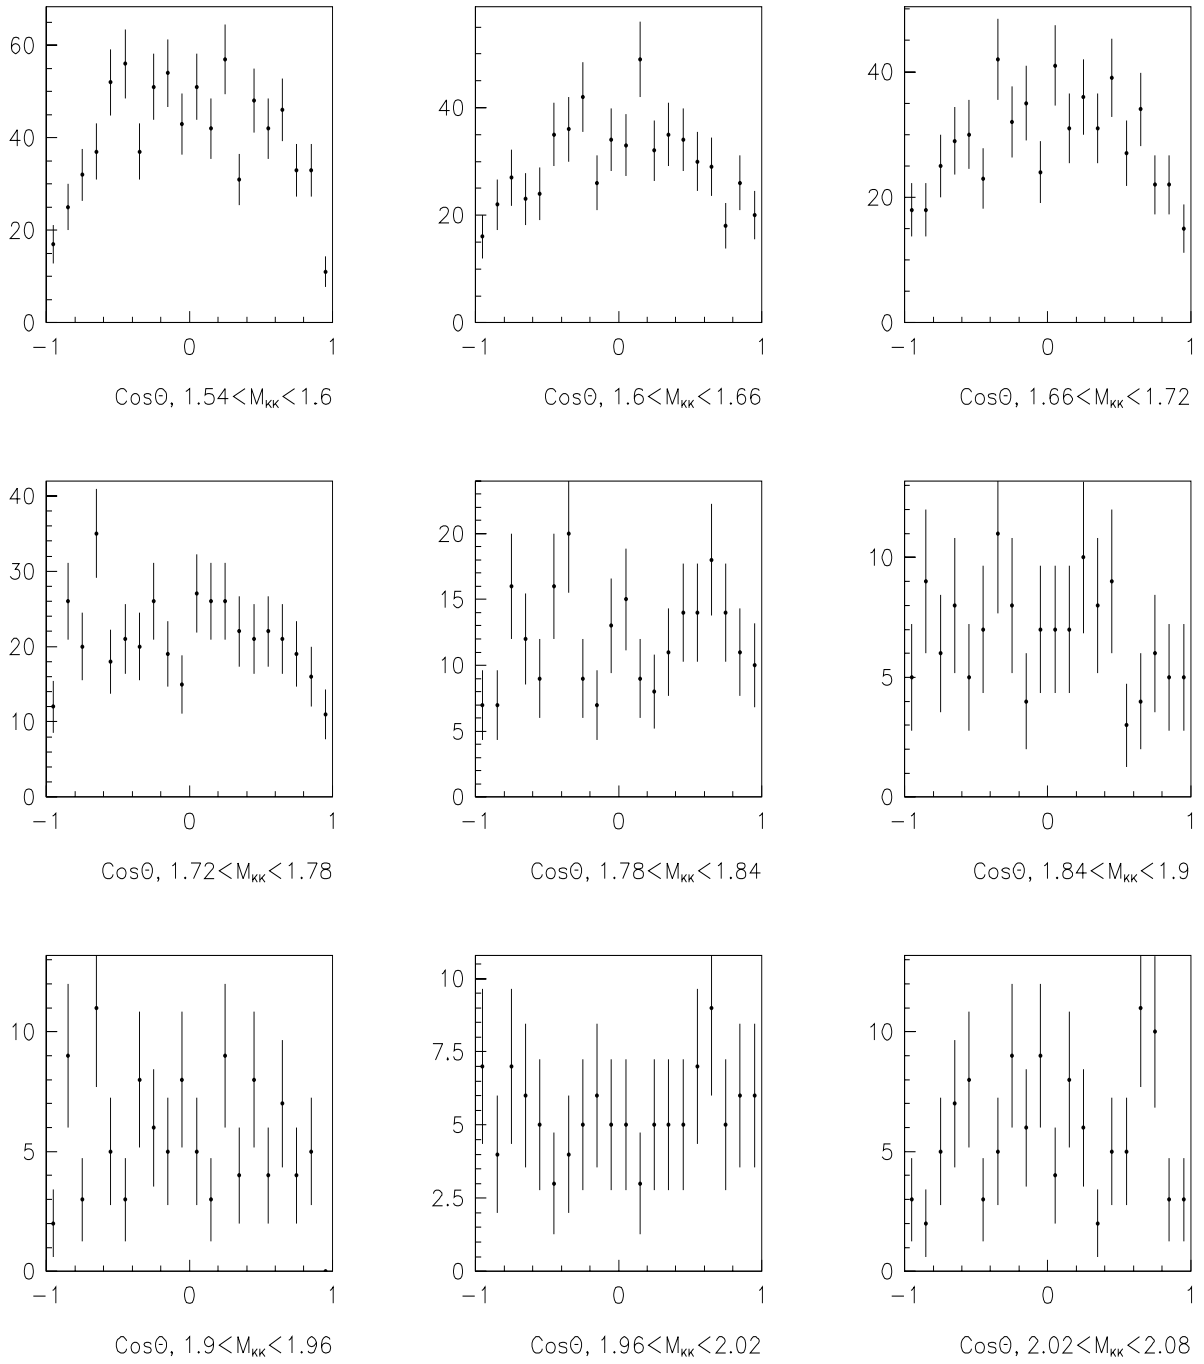 60
40
20
0
−1 0 1
CosΘ, 1.54<M_KK<1.6
40
20
0
−1 0 1
CosΘ, 1.6<M_KK<1.66
40
20
0
−1 0 1
CosΘ, 1.66<M_KK<1.72
40
30
20
10
0
−1 0 1
CosΘ, 1.72<M_KK<1.78
20
15
10
5
0
−1 0 1
CosΘ, 1.78<M_KK<1.84
10
5
0
−1 0 1
CosΘ, 1.84<M_KK<1.9
10
5
0
−1 0 1
CosΘ, 1.9<M_KK<1.96
10
7.5
5
2.5
0
−1 0 1
CosΘ, 1.96<M_KK<2.02
10
5
0
−1 0 1
CosΘ, 2.02<M_KK<2.08